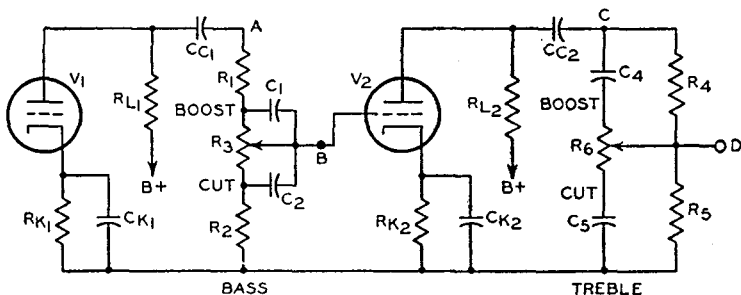 V1
RL1
B+
RK1
CK1
CC1
A
R1
C1
BOOST
R3
B
CUT
C2
R2
BASS
V2
RL2
B+
RK2
CK2
CC2
C
C4
R4
BOOST
R6
D
CUT
C5
R5
TREBLE